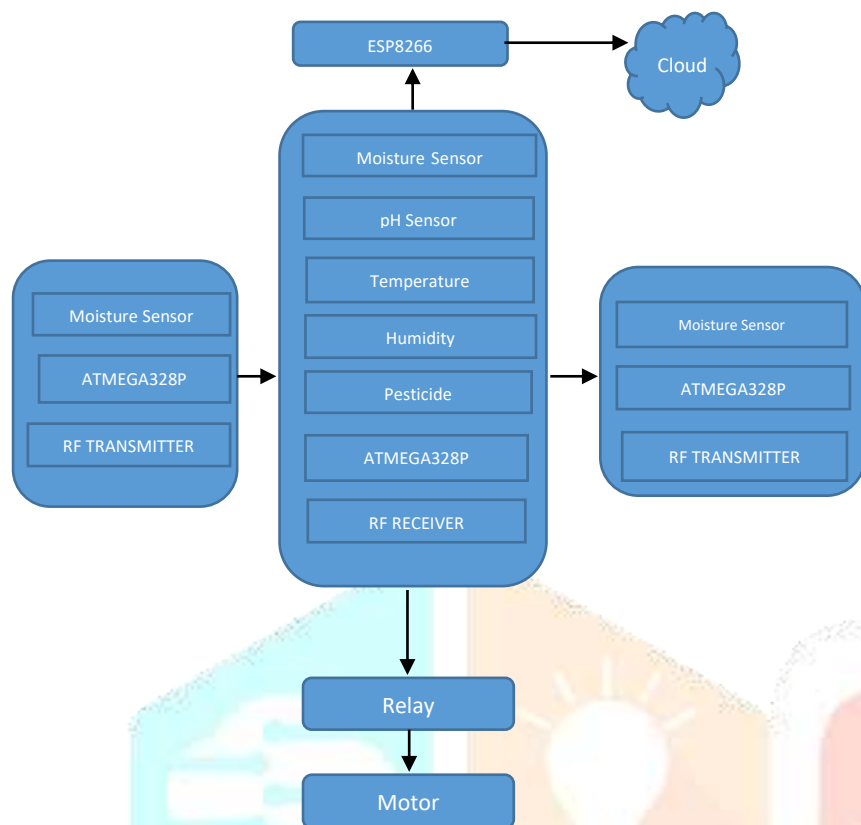 ESP8266
Cloud
Moisture Sensor
pH Sensor
Temperature
Humidity
Pesticide
ATMEGA328P
RF RECEIVER
Moisture Sensor
ATMEGA328P
RF TRANSMITTER
Moisture Sensor
ATMEGA328P
RF TRANSMITTER
Relay
Motor